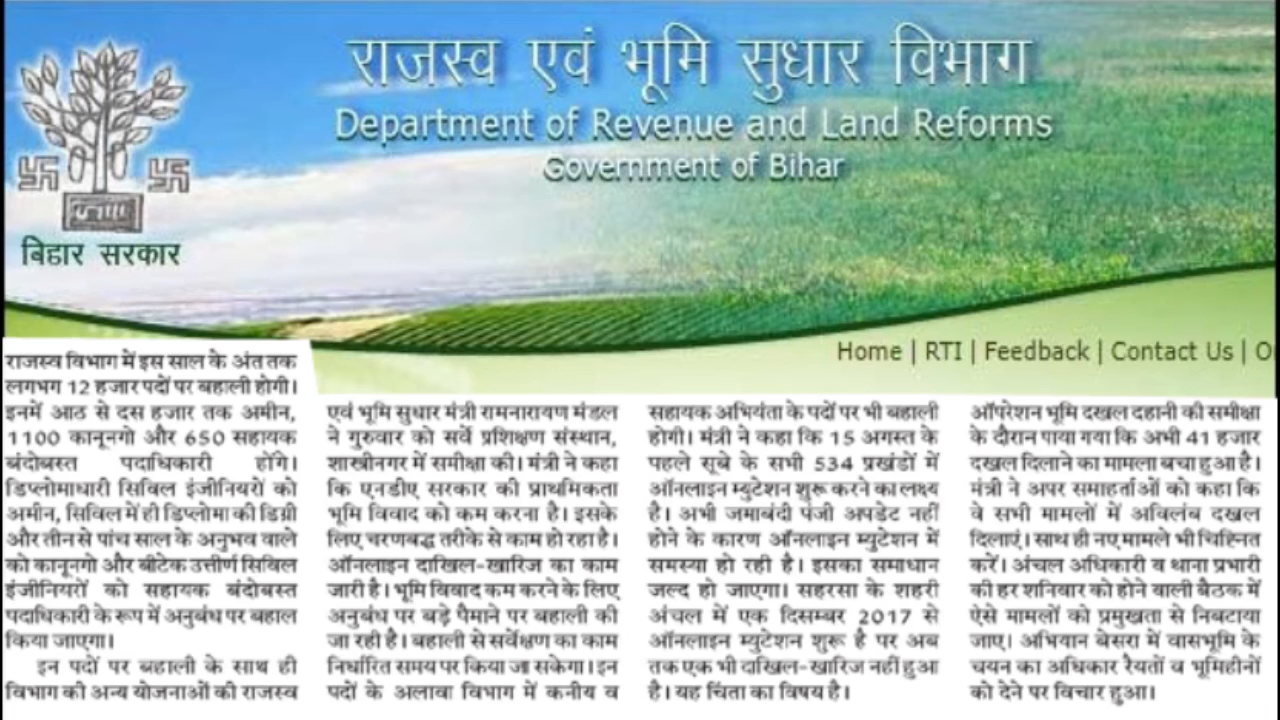 राजस्व एवं भूमि सुधार विभाग
Department of Revenue and Land Reforms
Government of Bihar
बिहार सरकार
Home | RTI | Feedback | Contact Us | O
राजस्व विभाग में इस साल के अंत तक
लगभग 12 हजार पदों पर बहाली होगी।
इनमें आठ से दस हजार तक अमीन,
1100 कानूनगो और 650 सहायक
बंदोबस्त पदाधिकारी होंगे।
डिप्लोमाधारी सिविल इंजीनियरों को
अमीन, सिविल में ही डिप्लोमा की डिग्री
और तीन से पांच साल के अनुभव वाले
को कानूनगो और बीटेक उत्तीर्ण सिविल
इंजीनियरों को सहायक बंदोबस्त
पदाधिकारी के रूप में अनुबंध पर बहाल
किया जाएगा।
इन पदों पर बहाली के साथ ही
विभाग की अन्य योजनाओं की राजस्व
एवं भूमि सुधार मंत्री रामनारायण मंडल
ने गुरुवार को सर्वे प्रशिक्षण संस्थान,
शास्त्रीनगर में समीक्षा की। मंत्री ने कहा
कि एनडीए सरकार की प्राथमिकता
भूमि विवाद को कम करना है। इसके
लिए चरणबद्ध तरीके से काम हो रहा है।
ऑनलाइन दाखिल-खारिज का काम
जारी है। भूमि विवाद कम करने के लिए
अनुबंध पर बड़े पैमाने पर बहाली की
जा रही है। बहाली से सर्वेक्षण का काम
निर्धारित समय पर किया जा सकेगा। इन
पदों के अलावा विभाग में कनीय व
सहायक अभियंता के पदों पर भी बहाली
होगी। मंत्री ने कहा कि 15 अगस्त के
पहले सूबे के सभी 534 प्रखंडों में
ऑनलाइन म्युटेशन शुरू करने का लक्ष्य
है। अभी जमाबंदी पंजी अपडेट नहीं
होने के कारण ऑनलाइन म्युटेशन में
समस्या हो रही है। इसका समाधान
जल्द हो जाएगा। सहरसा के शहरी
अंचल में एक दिसम्बर 2017 से
ऑनलाइन म्युटेशन शुरू है पर अब
तक एक भी दाखिल-खारिज नहीं हुआ
है। यह चिंता का विषय है।
ऑपरेशन भूमि दखल दहानी की समीक्षा
के दौरान पाया गया कि अभी 41 हजार
दखल दिलाने का मामला बचा हुआ है।
मंत्री ने अपर समाहर्ताओं को कहा कि
वे सभी मामलों में अविलंब दखल
दिलाएं। साथ ही नए मामले भी चिह्नित
करें। अंचल अधिकारी व थाना प्रभारी
की हर शनिवार को होने वाली बैठक में
ऐसे मामलों को प्रमुखता से निबटाया
जाए। अभियान बेसरा में वासभूमि के
चयन का अधिकार रैयतों व भूमिहीनों
को देने पर विचार हुआ।